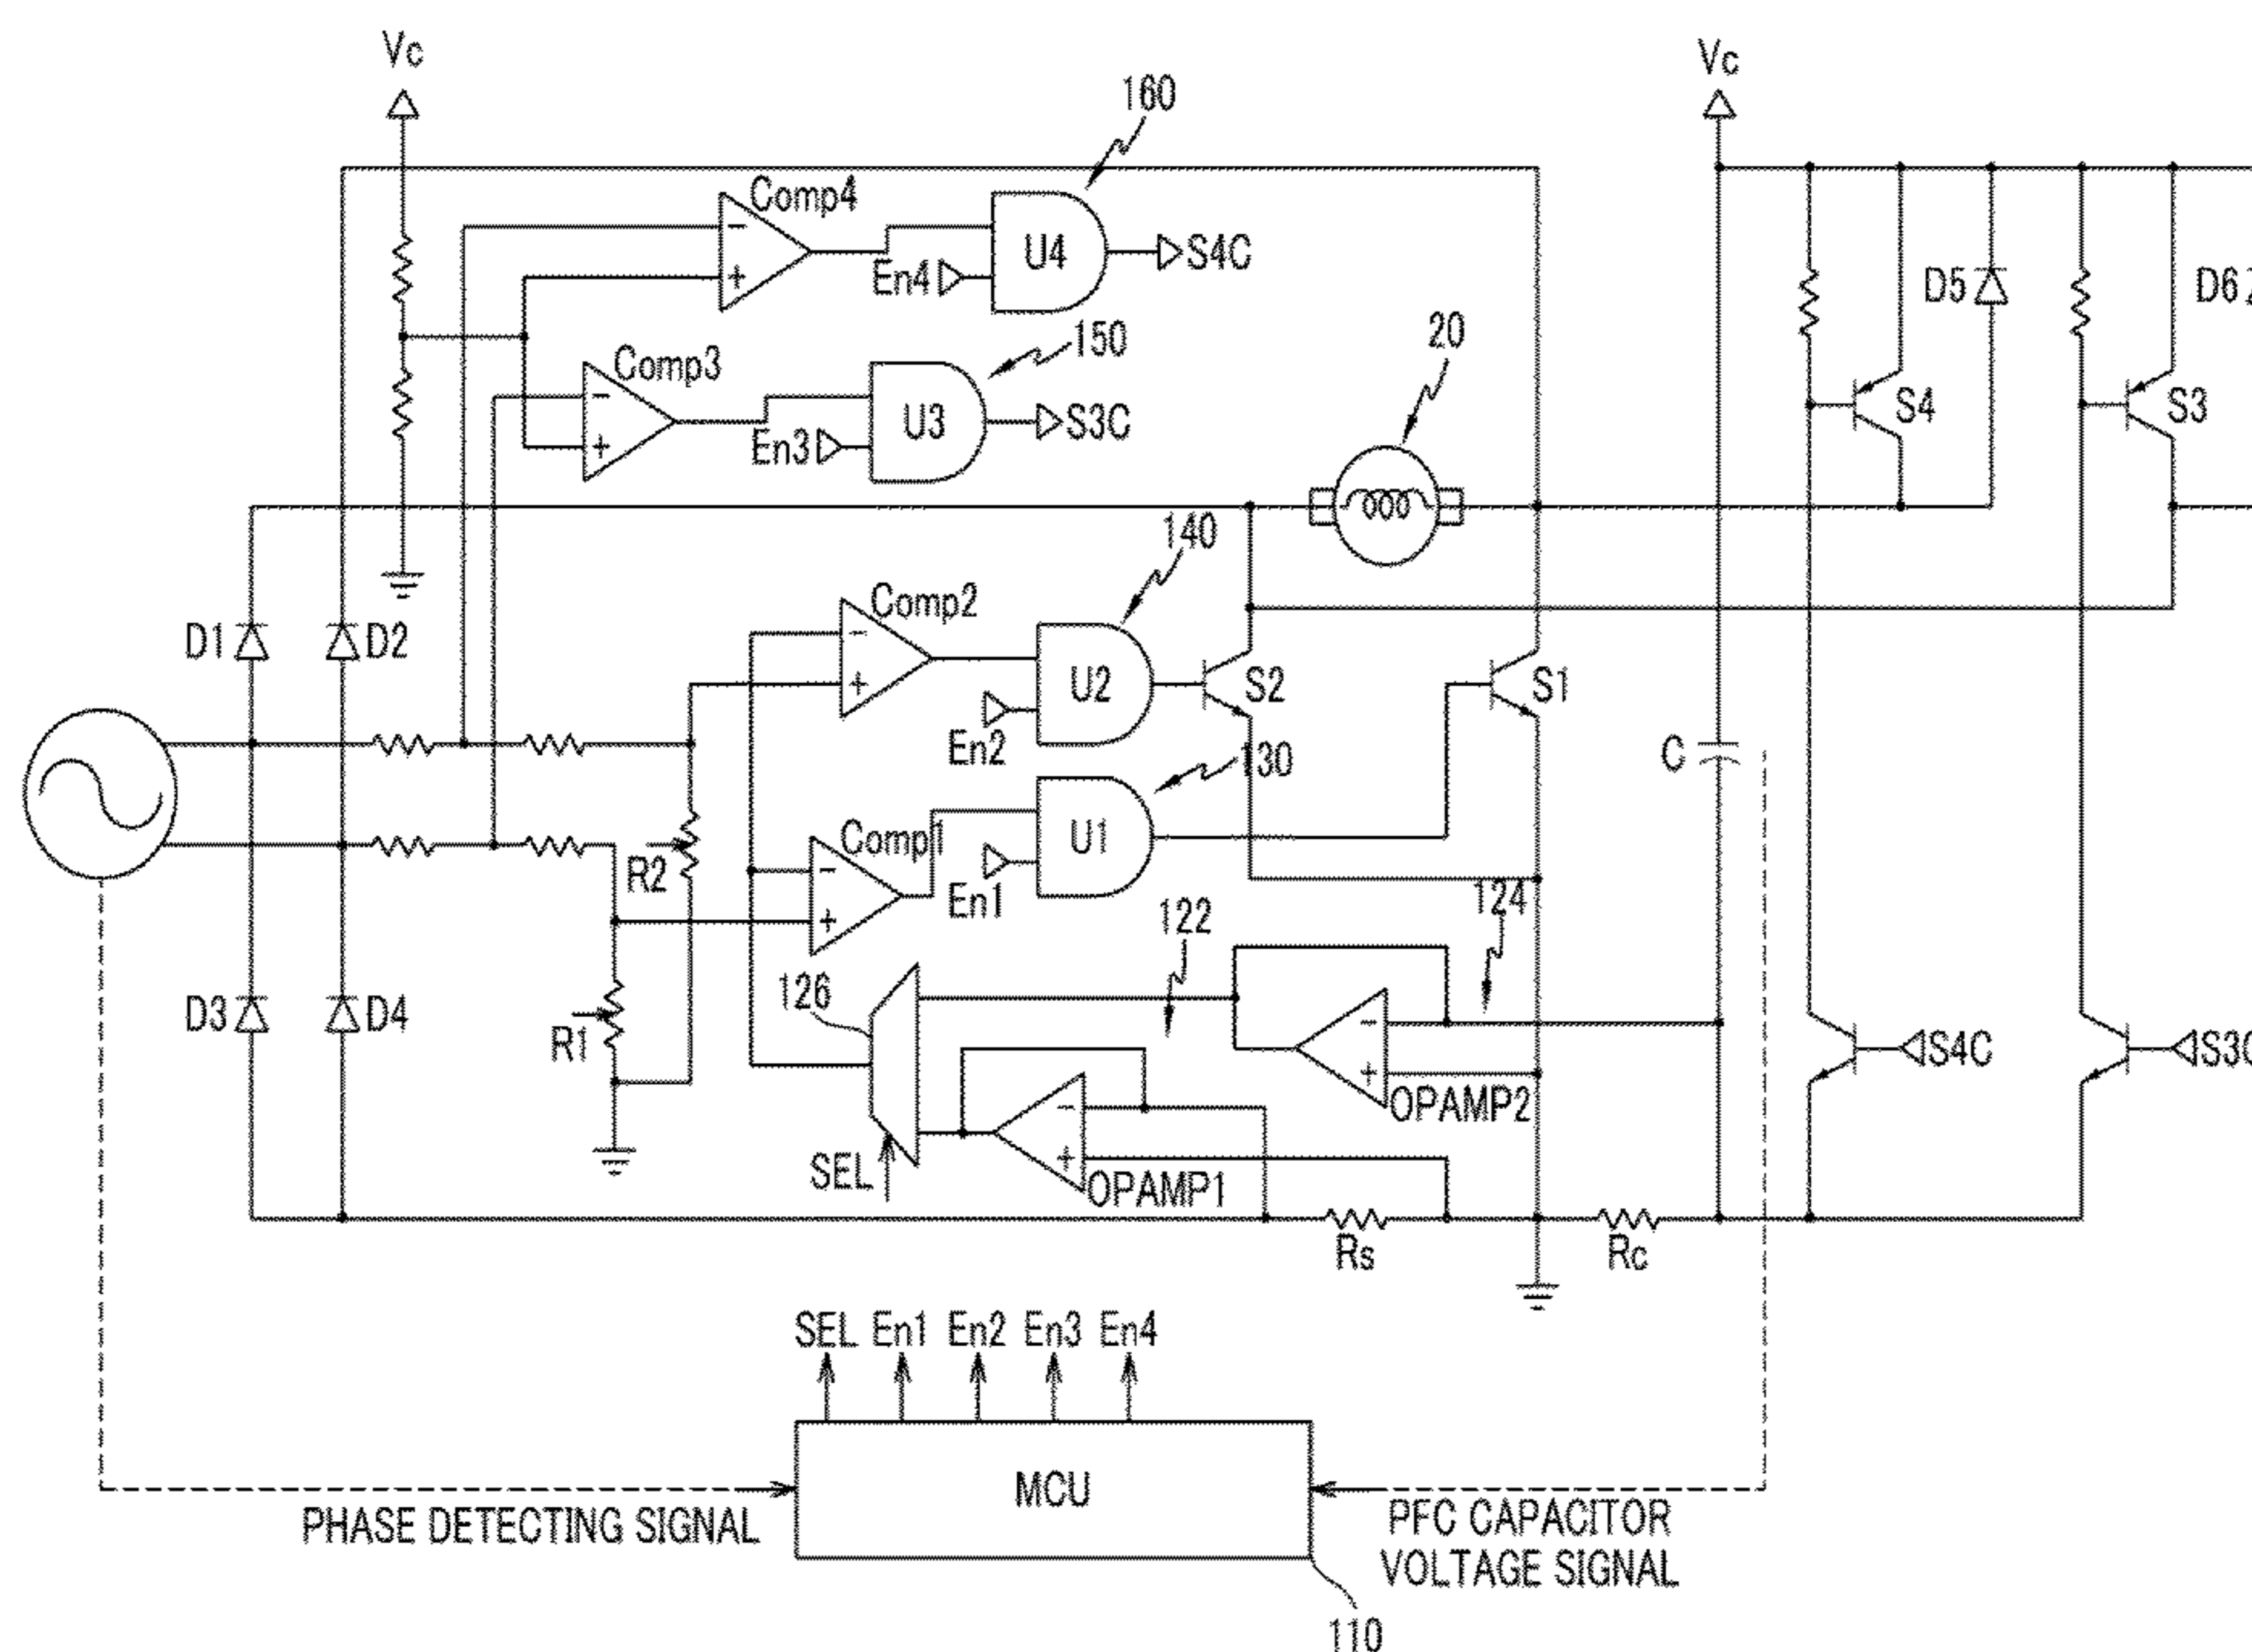 Vc
Vc
160
Comp4
-
+
En4
U4
S4C
D5
D6
20
150
Comp3
-
+
En3
U3
S3C
S4
S3
140
Comp2
-
+
U2
En2
S2
S1
D1
D2
130
C
Comp1
-
+
U1
En1
R2
124
122
126
D3
D4
R1
-
+
OPAMP2
S4C
S3C
-
+
OPAMP1
SEL
Rs
Rc
SEL En1 En2 En3 En4
MCU
PHASE DETECTING SIGNAL
PFC CAPACITOR
VOLTAGE SIGNAL
110